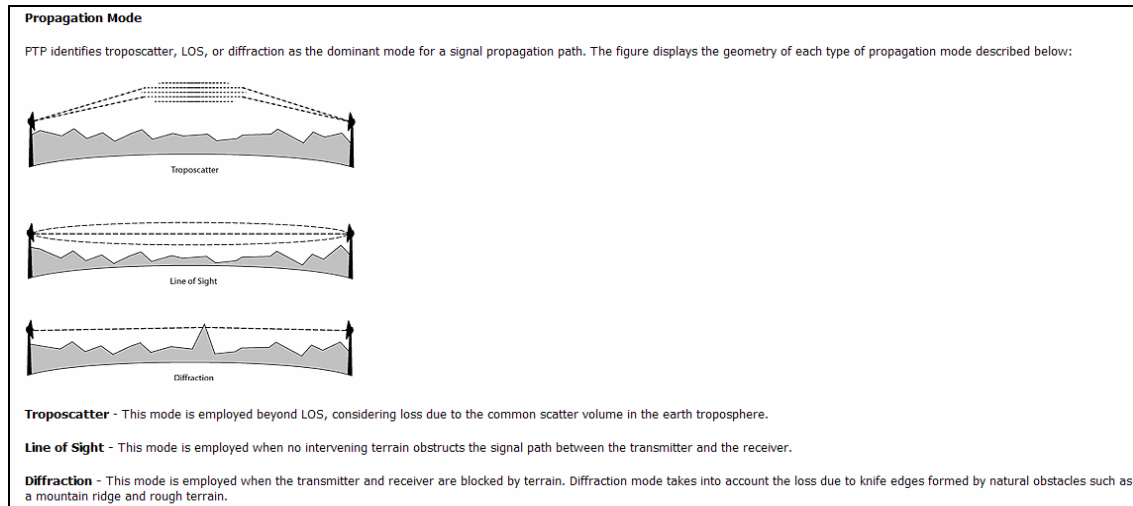 Propagation Mode
PTP identifies troposcatter, LOS, or diffraction as the dominant mode for a signal propagation path. The figure displays the geometry of each type of propagation mode described below:
Troposcatter
Line of Sight
Diffraction
Troposcatter - This mode is employed beyond LOS, considering loss due to the common scatter volume in the earth troposphere.
Line of Sight - This mode is employed when no intervening terrain obstructs the signal path between the transmitter and the receiver.
Diffraction - This mode is employed when the transmitter and receiver are blocked by terrain. Diffraction mode takes into account the loss due to knife edges formed by natural obstacles such as
a mountain ridge and rough terrain.